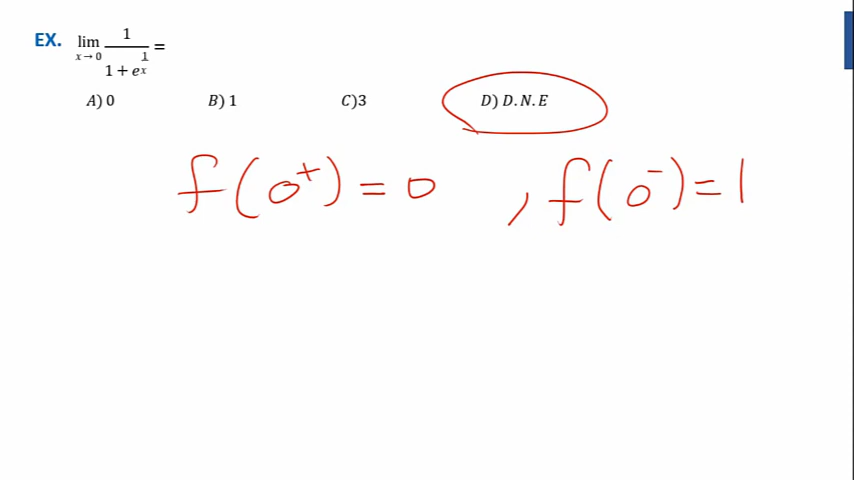 EX. lim x→0 1/(1 + e^(1/x)) =
A) 0 B) 1 C)3 D) D.N.E
f(0⁺) = 0 , f(0⁻) = 1